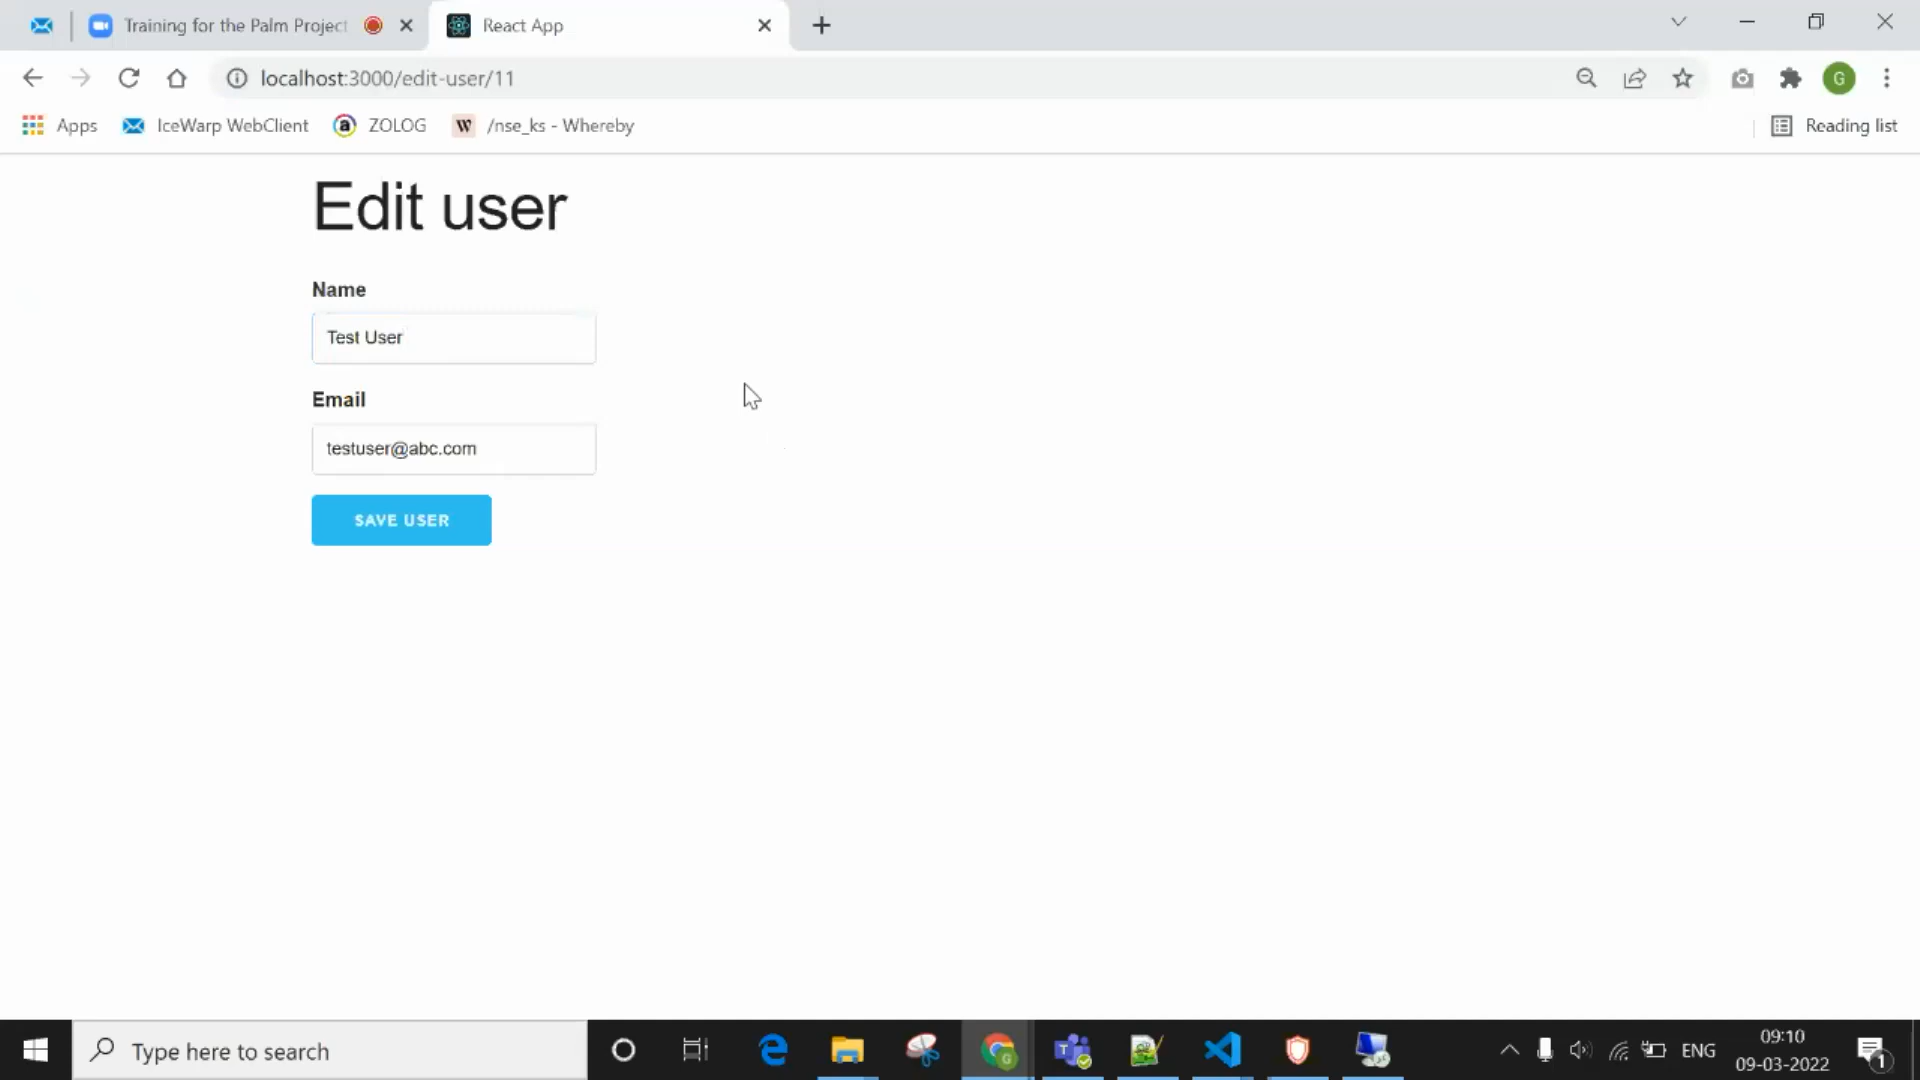 Training for the Palm Project
React App
localhost:3000/edit-user/11
G
Apps
IceWarp WebClient
ZOLOG
/nse_ks - Whereby
Reading list
Edit user
Name
Test User
Email
testuser@abc.com
SAVE USER
Type here to search
ENG
09:10
09-03-2022
1